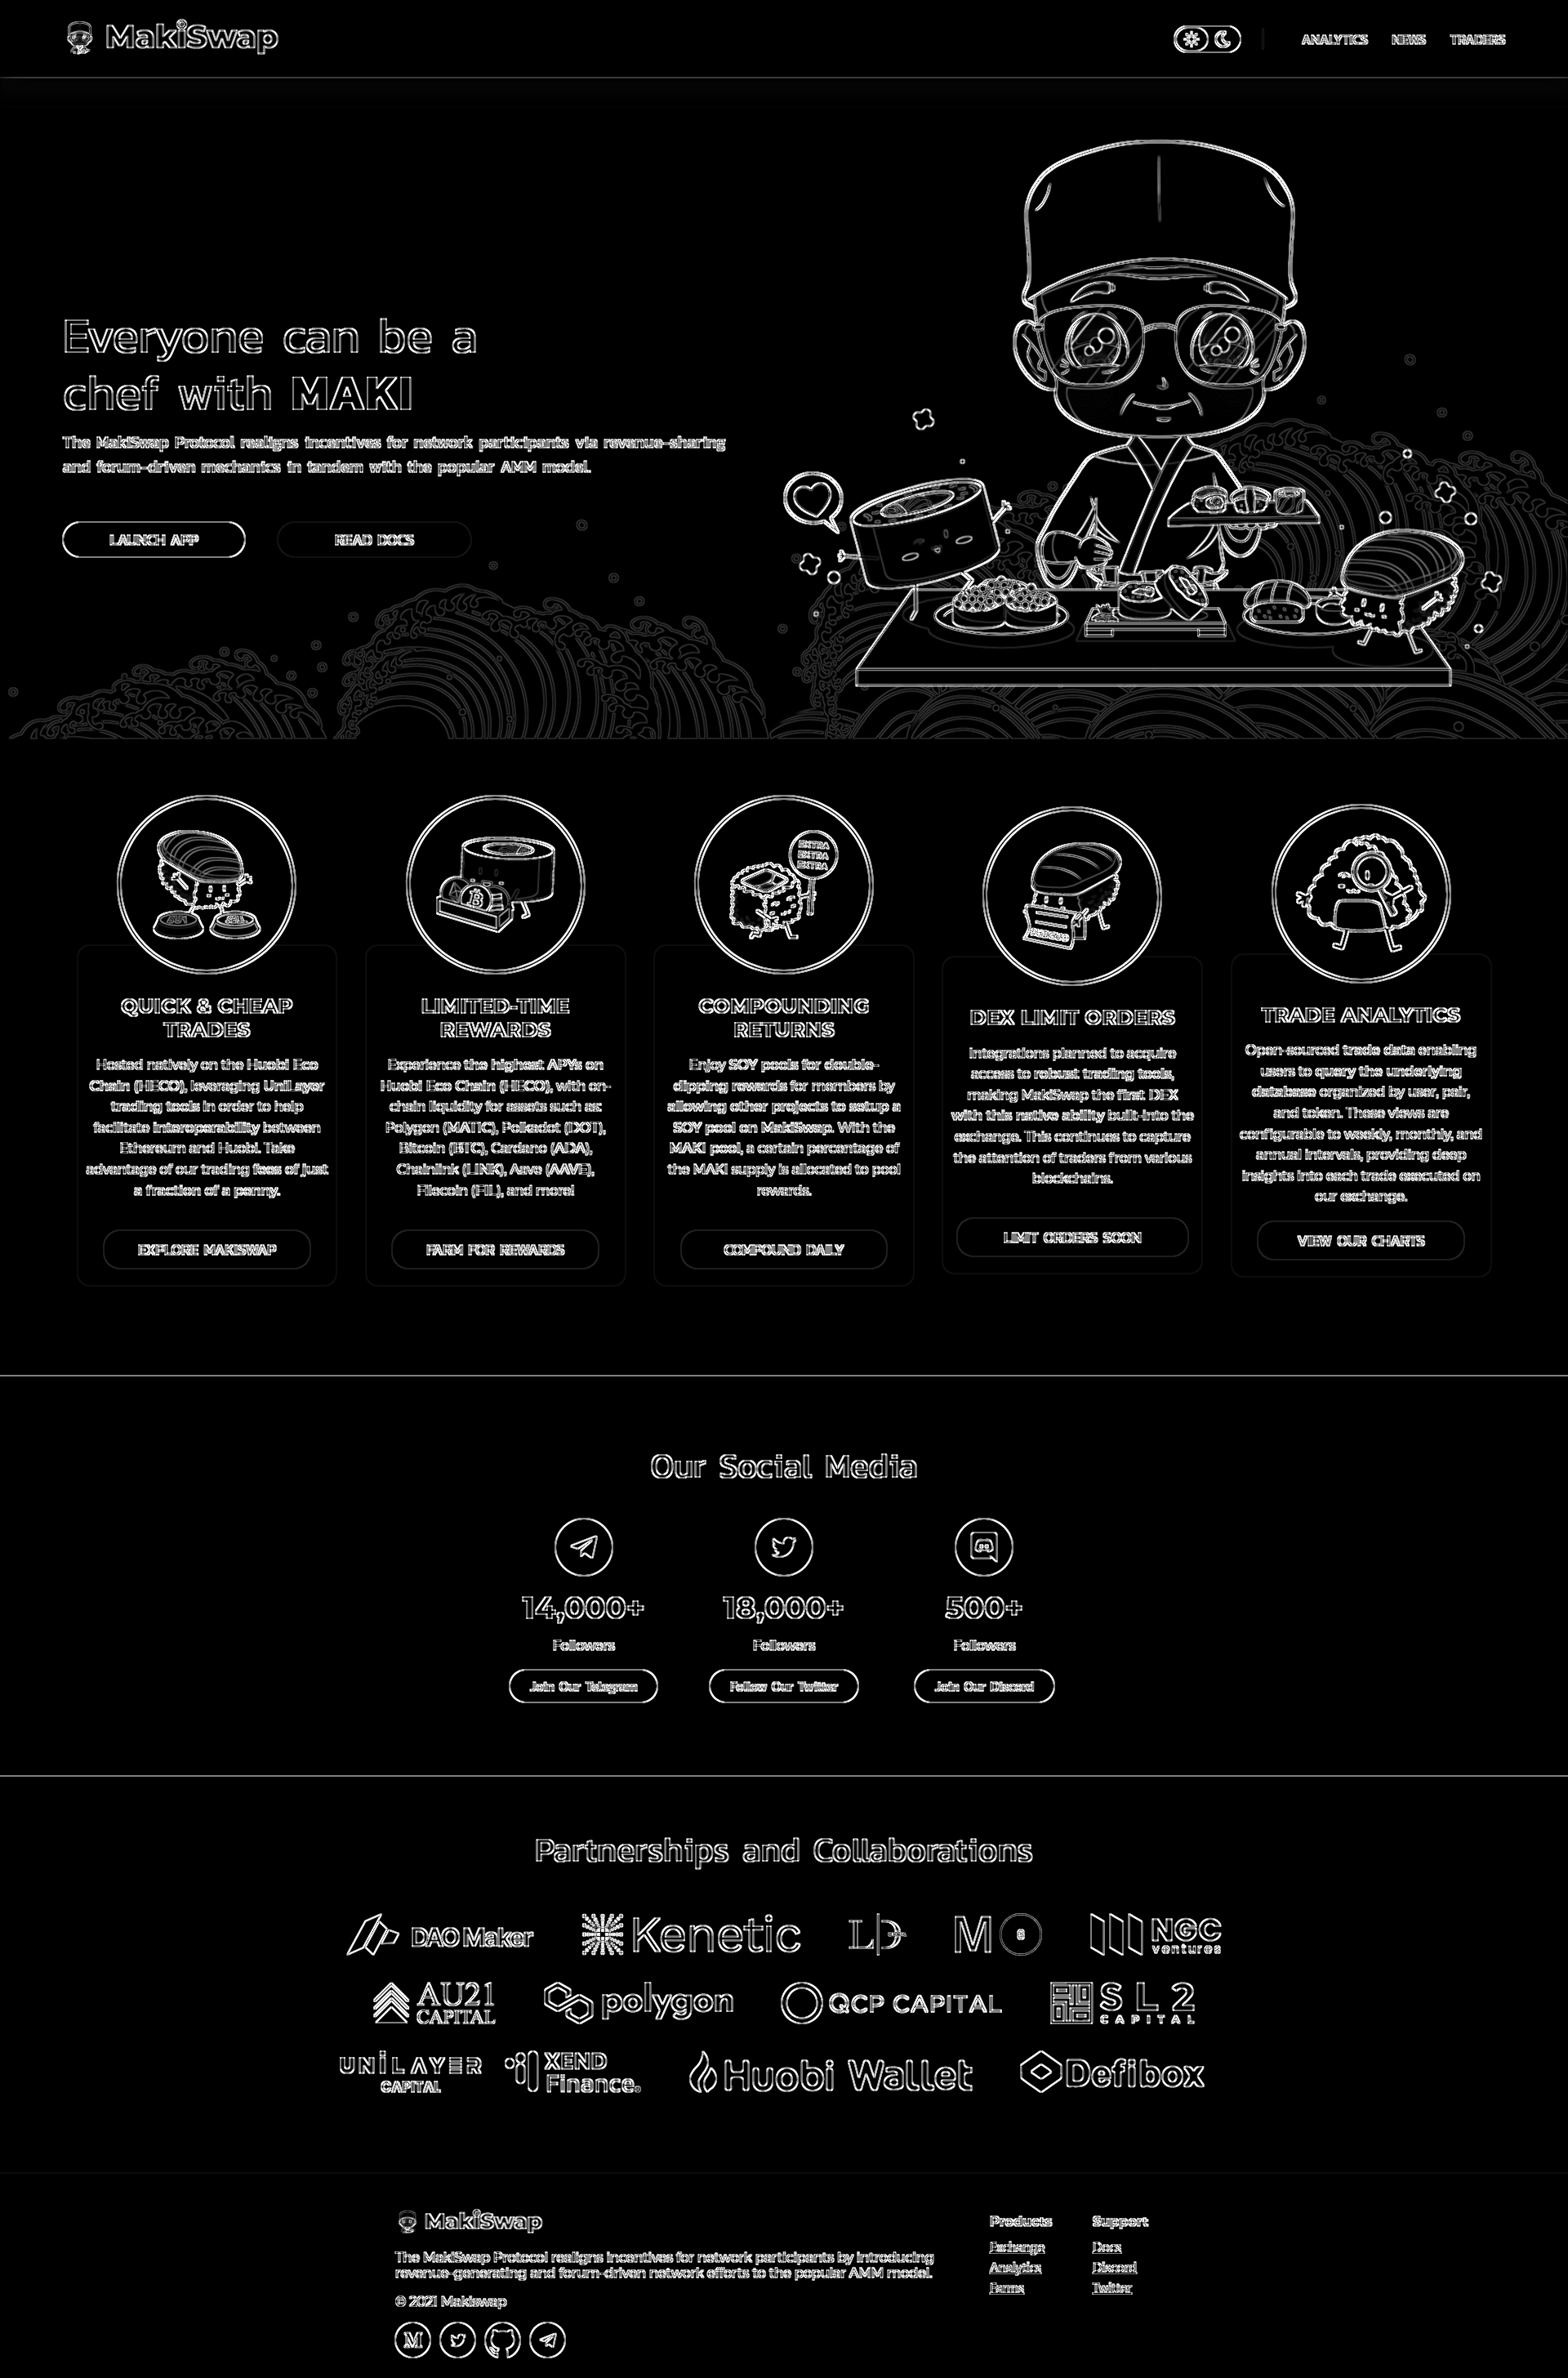 MakiSwap
ANALYTICS NEWS TRADERS
Everyone can be a
chef with MAKI
The MakiSwap Protocol realigns incentives for network participants via revenue-sharing
and forum-driven mechanics in tandem with the popular AMM model.
LAUNCH APP READ DOCS
EXTRA
EXTRA
EXTRA
QUICK & CHEAP
TRADES
Hosted natively on the Huobi Eco
Chain (HECO), leveraging UniLayer
trading tools in order to help
facilitate interoperability between
Ethereum and Huobi. Take
advantage of our trading fees of just
a fraction of a penny.
EXPLORE MAKISWAP
LIMITED-TIME
REWARDS
Experience the highest APYs on
Huobi Eco Chain (HECO), with on-
chain liquidity for assets such as:
Polygon (MATIC), Polkadot (DOT),
Bitcoin (BTC), Cardano (ADA),
Chainlink (LINK), Aave (AAVE),
Filecoin (FIL), and more!
FARM FOR REWARDS
COMPOUNDING
RETURNS
Enjoy SOY pools for double-
dipping rewards for members by
allowing other projects to setup a
SOY pool on MakiSwap. With the
MAKI pool, a certain percentage of
the MAKI supply is allocated to pool
rewards.
COMPOUND DAILY
DEX LIMIT ORDERS
Integrations planned to acquire
access to robust trading tools,
making MakiSwap the first DEX
with this native ability built-into the
exchange. This continues to capture
the attention of traders from various
blockchains.
LIMIT ORDERS SOON
TRADE ANALYTICS
Open-sourced trade data enabling
users to query the underlying
database organized by user, pair,
and token. These views are
configurable to weekly, monthly, and
annual intervals, providing deep
insights into each trade executed on
our exchange.
VIEW OUR CHARTS
Our Social Media
14,000+ 18,000+ 500+
Followers Followers Followers
Join Our Telegram Follow Our Twitter Join Our Discord
Partnerships and Collaborations
DAO Maker Kenetic LD M NGC
ventures
AU21
CAPITAL
polygon QCP CAPITAL SL2
CAPITAL
UNILAYER
CAPITAL
XEND
Finance
Huobi Wallet Defibox
MakiSwap
The MakiSwap Protocol realigns incentives for network participants by introducing
revenue-generating and forum-driven network efforts to the popular AMM model.
© 2021 Makiswap
Products Support
Exchange Docs
Analytics Discord
Farms Twitter